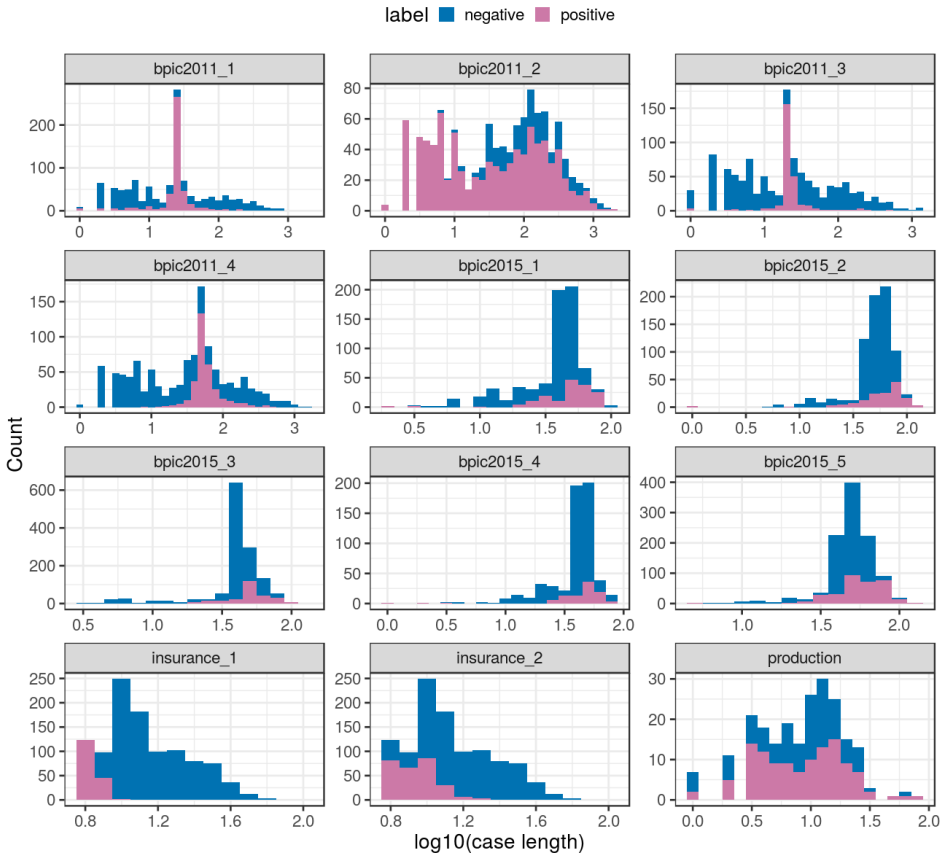 label negative positive
bpic2011_1 bpic2011_2 bpic2011_3
200
100
0
0 1 2 3
80
60
40
20
0
0 1 2 3
150
100
50
0
0 1 2 3
bpic2011_4 bpic2015_1 bpic2015_2
150
100
50
0
0 1 2 3
200
150
100
50
0
0.5 1.0 1.5 2.0
200
150
100
50
0
0.0 0.5 1.0 1.5 2.0
Count
bpic2015_3 bpic2015_4 bpic2015_5
600
400
200
0
0.5 1.0 1.5 2.0
200
150
100
50
0
0.0 0.5 1.0 1.5 2.0
400
300
200
100
0
1.0 1.5 2.0
insurance_1 insurance_2 production
250
200
150
100
50
0
0.8 1.2 1.6 2.0
250
200
150
100
50
0
0.8 1.2 1.6 2.0
30
20
10
0
0.0 0.5 1.0 1.5 2.0
log10(case length)